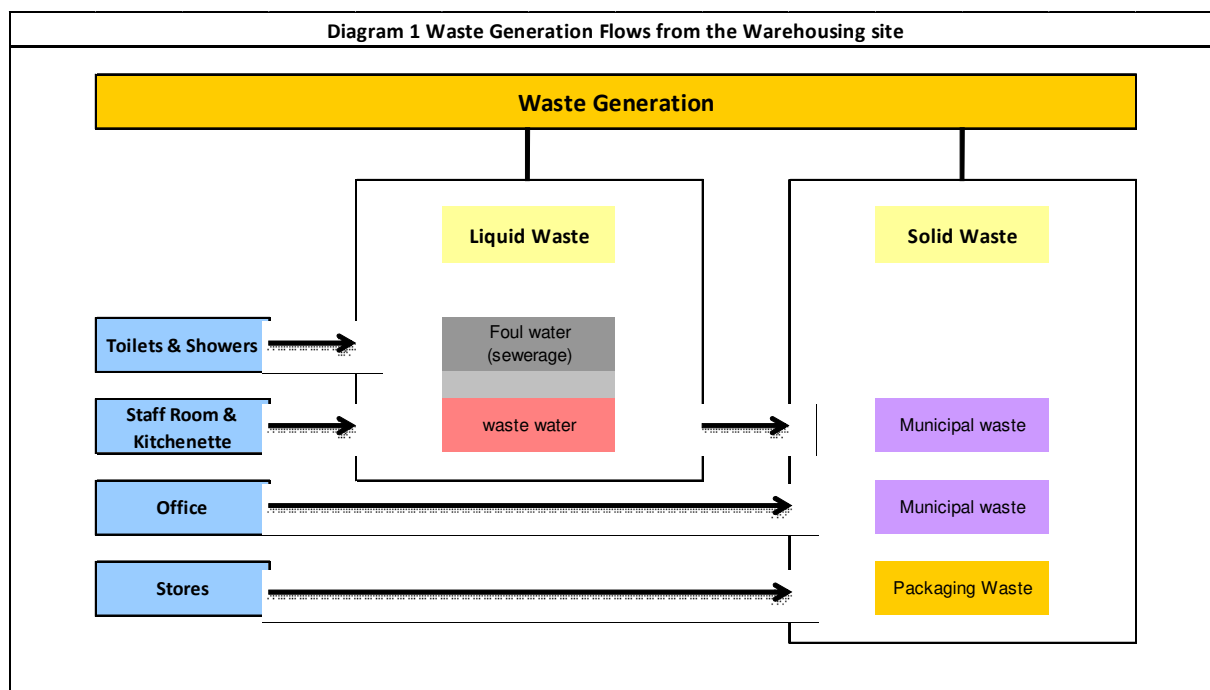 Diagram 1 Waste Generation Flows from the Warehousing site
Waste Generation
Liquid Waste
Solid Waste
Toilets & Showers
Foul water
(sewerage)
Staff Room &
Kitchenette
waste water
Municipal waste
Office
Municipal waste
Stores
Packaging Waste